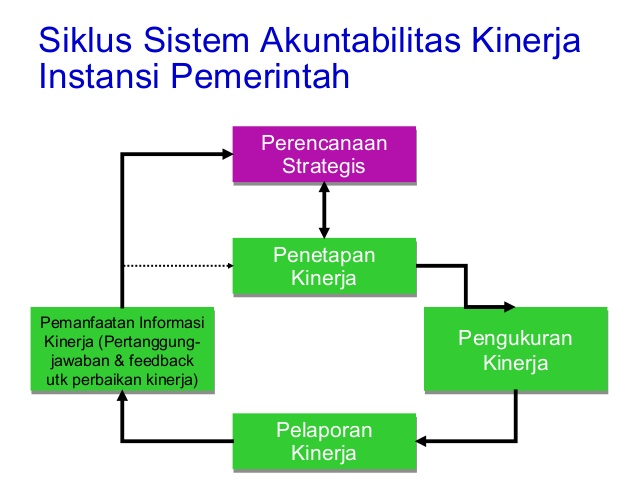 Siklus Sistem Akuntabilitas Kinerja
Instansi Pemerintah
Perencanaan
Strategis
Penetapan
Kinerja
Pemanfaatan Informasi
Kinerja (Pertanggung-
jawaban & feedback
utk perbaikan kinerja)
Pengukuran
Kinerja
Pelaporan
Kinerja